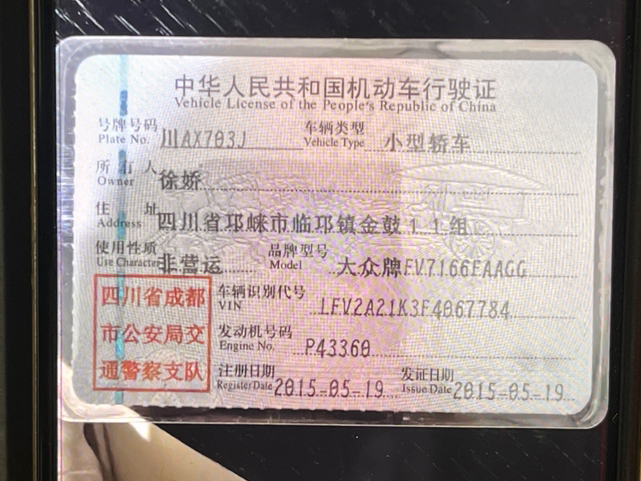 中华人民共和国机动车行驶证
Vehicle License of the People's Republic of China
号牌号码 川AX703J 车辆类型 小型轿车
Plate No. Vehicle Type
所有人 徐娇
Owner
住址 四川省邛崃市临邛镇金鼓11组
Address
使用性质 非营运 品牌型号 大众牌FV7166FAAGG
Use Character Model
四川省成都
市公安局交
通警察支队
车辆识别代号 LFV2A21K3F4067784
VIN
发动机号码 P43360
Engine No.
注册日期 2015-05-19 发证日期 2015-05-19
Register Date Issue Date